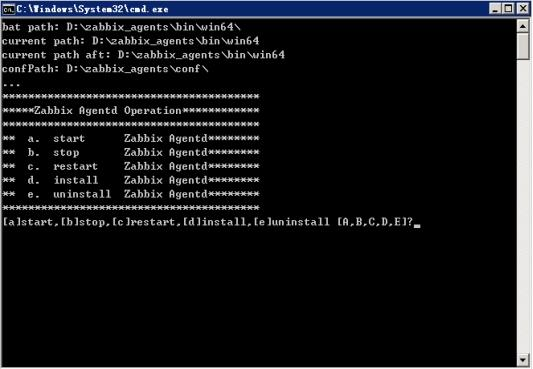 C:\Windows\System32\cmd.exe
bat path: D:\zabbix_agents\bin\win64\
current path: D:\zabbix_agents\bin\win64
current path aft: D:\zabbix_agents\bin\win64
confPath: D:\zabbix_agents\conf\
...
****************************************
*****Zabbix Agentd Operation************
****************************************
**  a.  start      Zabbix Agentd********
**  b.  stop       Zabbix Agentd********
**  c.  restart    Zabbix Agentd********
**  d.  install    Zabbix Agentd********
**  e.  uninstall  Zabbix Agentd********
****************************************
[a]start,[b]stop,[c]restart,[d]install,[e]uninstall [A,B,C,D,E]?_